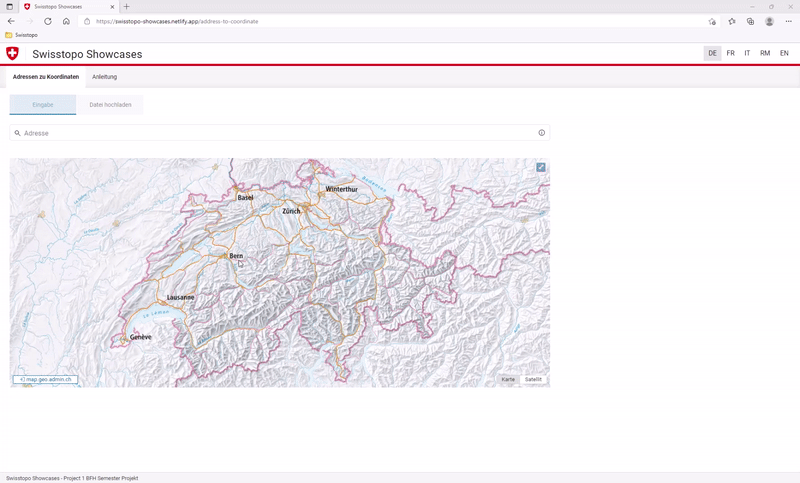 Swisstopo Showcases
https://swisstopo-showcases.netlify.app/address-to-coordinate
Swisstopo
Swisstopo Showcases
DE FR IT RM EN
Adressen zu Koordinaten Anleitung
Eingabe Datei hochladen
Adresse
Bodensee
Winterthur
Basel
Zürich
Bern
Lausanne
Le Léman
Genève
map.geo.admin.ch
Karte Satellit
Swisstopo Showcases - Project 1 BFH Semester Projekt